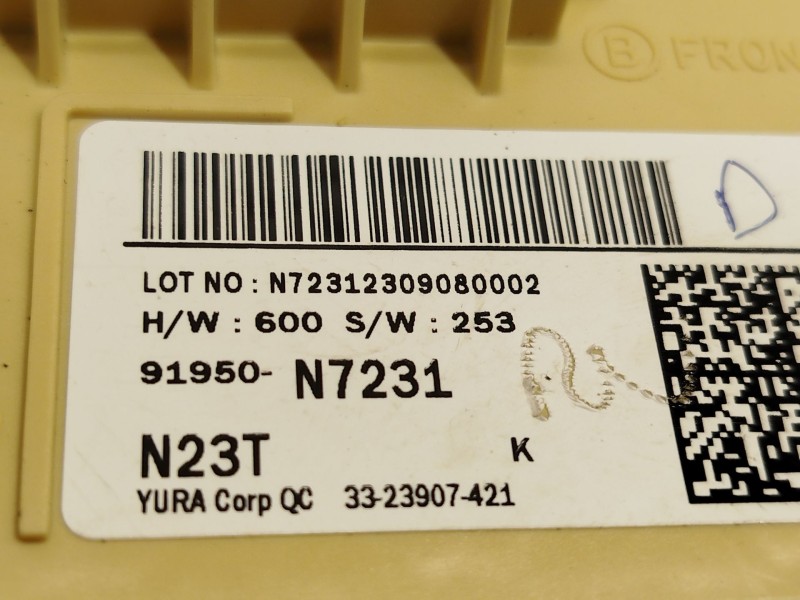 B FRON
D
LOT NO : N72312309080002
H/W : 600 S/W : 253
91950- N7231
N23T K
YURA Corp QC 33-23907-421